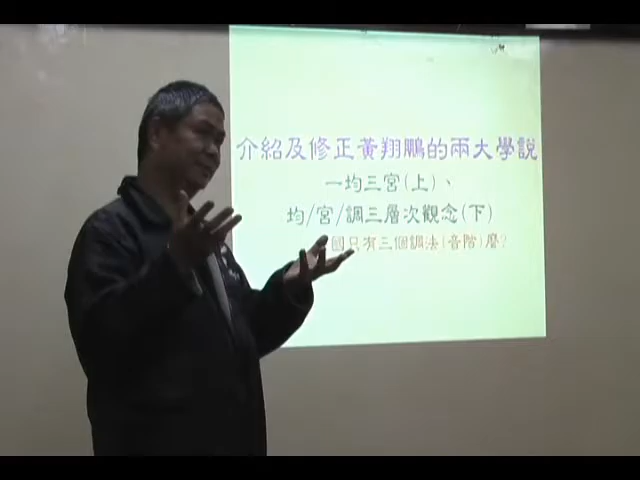 介紹及修正黃翔鵬的兩大學說
一均三宮(上)、
均/宮/調三層次觀念(下)
國只有三個調法(音階)麼?